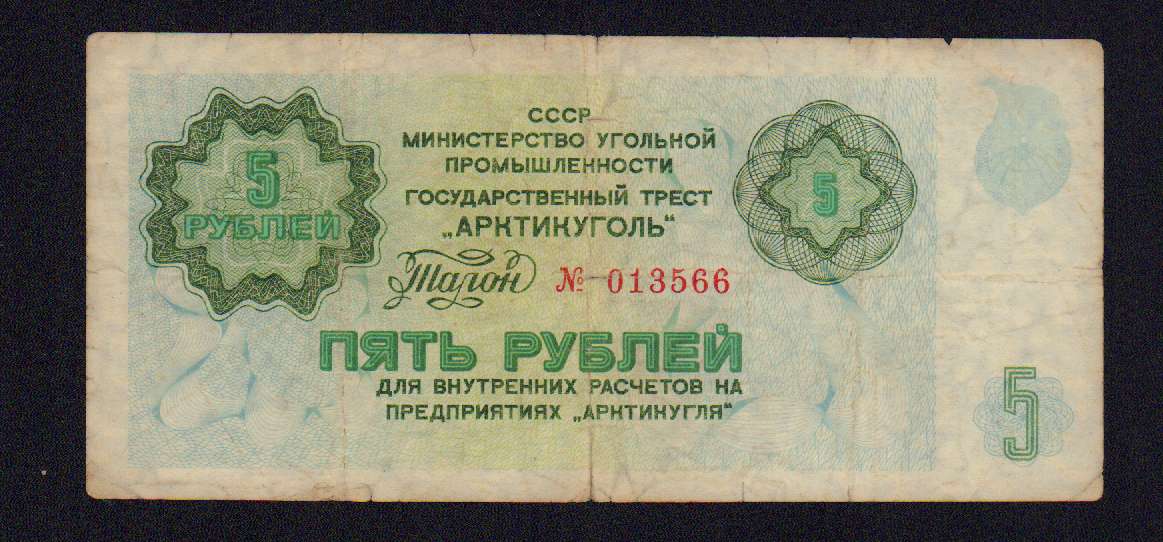 СССР
МИНИСТЕРСТВО УГОЛЬНОЙ
ПРОМЫШЛЕННОСТИ
ГОСУДАРСТВЕННЫЙ ТРЕСТ
„АРКТИКУГОЛЬ“
5
РУБЛЕЙ
5
Талон № 013566
ПЯТЬ РУБЛЕЙ
ДЛЯ ВНУТРЕННИХ РАСЧЕТОВ НА
ПРЕДПРИЯТИЯХ „АРКТИКУГЛЯ“
5